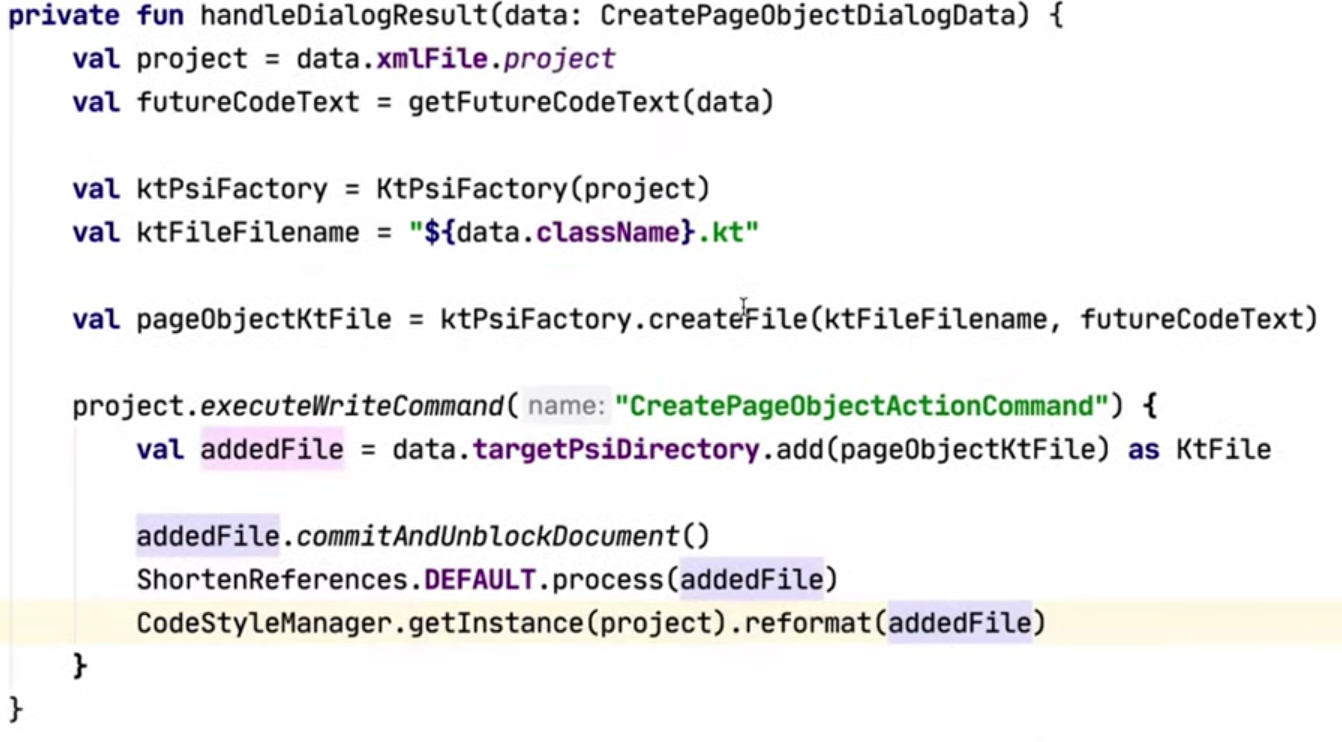 private fun handleDialogResult(data: CreatePageObjectDialogData) {
    val project = data.xmlFile.project
    val futureCodeText = getFutureCodeText(data)

    val ktPsiFactory = KtPsiFactory(project)
    val ktFileFilename = "${data.className}.kt"

    val pageObjectKtFile = ktPsiFactory.createFile(ktFileFilename, futureCodeText)

    project.executeWriteCommand( name: "CreatePageObjectActionCommand") {
        val addedFile = data.targetPsiDirectory.add(pageObjectKtFile) as KtFile

        addedFile.commitAndUnblockDocument()
        ShortenReferences.DEFAULT.process(addedFile)
        CodeStyleManager.getInstance(project).reformat(addedFile)
    }
}